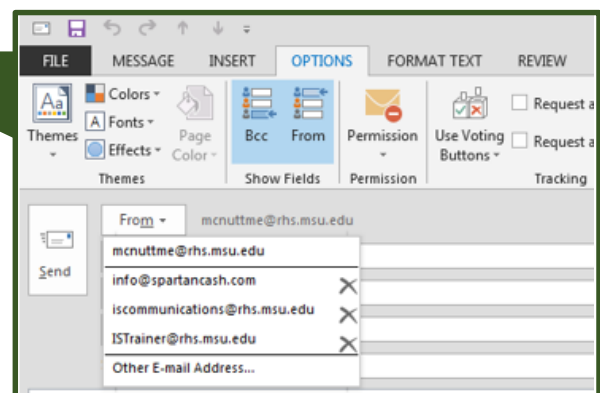 FILE MESSAGE INSERT OPTIONS FORMAT TEXT REVIEW
Aa
Themes
Colors
A Fonts
Effects
Page
Color
Themes
Bcc
From
Show Fields
Permission
Permission
Use Voting
Buttons
Request a
Request a
Tracking
Send
From mcnuttme@rhs.msu.edu
mcnuttme@rhs.msu.edu
info@spartancash.com
iscommunications@rhs.msu.edu
ISTrainer@rhs.msu.edu
Other E-mail Address...